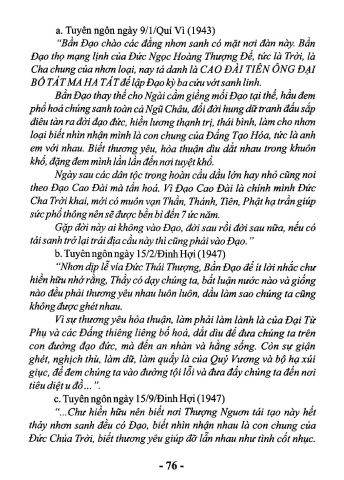 a. Tuyên ngôn ngày 9/1/Quí Vì (1943)
"Bần Đạo chào các đấng nhơn sanh có mặt nơi đàn này. Bần
Đạo thọ mạng lịnh của Đức Ngọc Hoàng Thượng Đế, tức là Trời, là
Cha chung của nhơn loại, nay tá danh là CAO ĐÀI TIÊN ÔNG ĐẠI
BỒ TÁT MA HA TÁT để lập Đạo kỳ ba cứu vớt sanh linh.
Bần Đạo thay thế cho Ngài cầm giềng mối Đạo tại thế, hầu đem
phổ hoá chúng sanh toàn cả Ngũ Châu, đổi đời hung dữ tranh đấu sắp
điêu tàn ra đời đạo đức, hiền lương thạnh trị, thái bình, làm cho nhơn
loại biết nhìn nhận mình là con chung của Đấng Tạo Hóa, tức là anh
em với nhau. Biết thương yêu, hòa thuận dìu dắt nhau trong khuôn
khổ, đặng đem mình lần lần đến nơi tuyệt khổ.
Ngày sau các dân tộc trong hoàn cầu dầu lớn hay nhỏ cũng noi
theo Đạo Cao Đài mà tấn hoá. Vì Đạo Cao Đài là chính mình Đức
Cha Trời khai, mới có muôn vạn Thần, Thánh, Tiên, Phật hạ trần giúp
sức phổ thông nên sẽ được bền bỉ đến 7 ức năm.
Gặp đời này ai không vào Đạo, đời sau rồi đời sau nữa, nếu có
tái sanh trở lại trái địa cầu này thì cũng phải vào Đạo."
b. Tuyên ngôn ngày 15/2/Đinh Hợi (1947)
"Nhơn dịp lễ vía Đức Thái Thượng, Bần Đạo để ít lời nhắc chư
hiền hữu nhớ rằng, Thầy có dạy chúng ta, bất luận nước nào và giống
nào đều phải thương yêu nhau luôn luôn, dầu làm sao chúng ta cũng
không được ghét nhau.
Vì sự thương yêu hòa thuận, làm phải làm lành là của Đại Từ
Phụ và các Đấng thiêng liêng bố hoá, dắt dìu để đưa chúng ta trên
con đường đạo đức, mà đến an nhàn và hằng sống. Còn sự giận
ghét, nghịch thù, làm dữ, làm quấy là của Quỷ Vương và bộ hạ xúi
giục, để đem chúng ta vào đường tội lỗi và đưa đẩy chúng ta đến nơi
tiêu diệt u đồ...".
c. Tuyên ngôn ngày 15/9/Đinh Hợi (1947)
"...Chư hiền hữu nên biết nơi Thượng Nguơn tái tạo này hết
thảy nhơn sanh đều có Đạo, biết nhìn nhận nhau là con chung của
Đức Chúa Trời, biết thương yêu giúp đỡ lẫn nhau như tình cốt nhục.
- 76 -